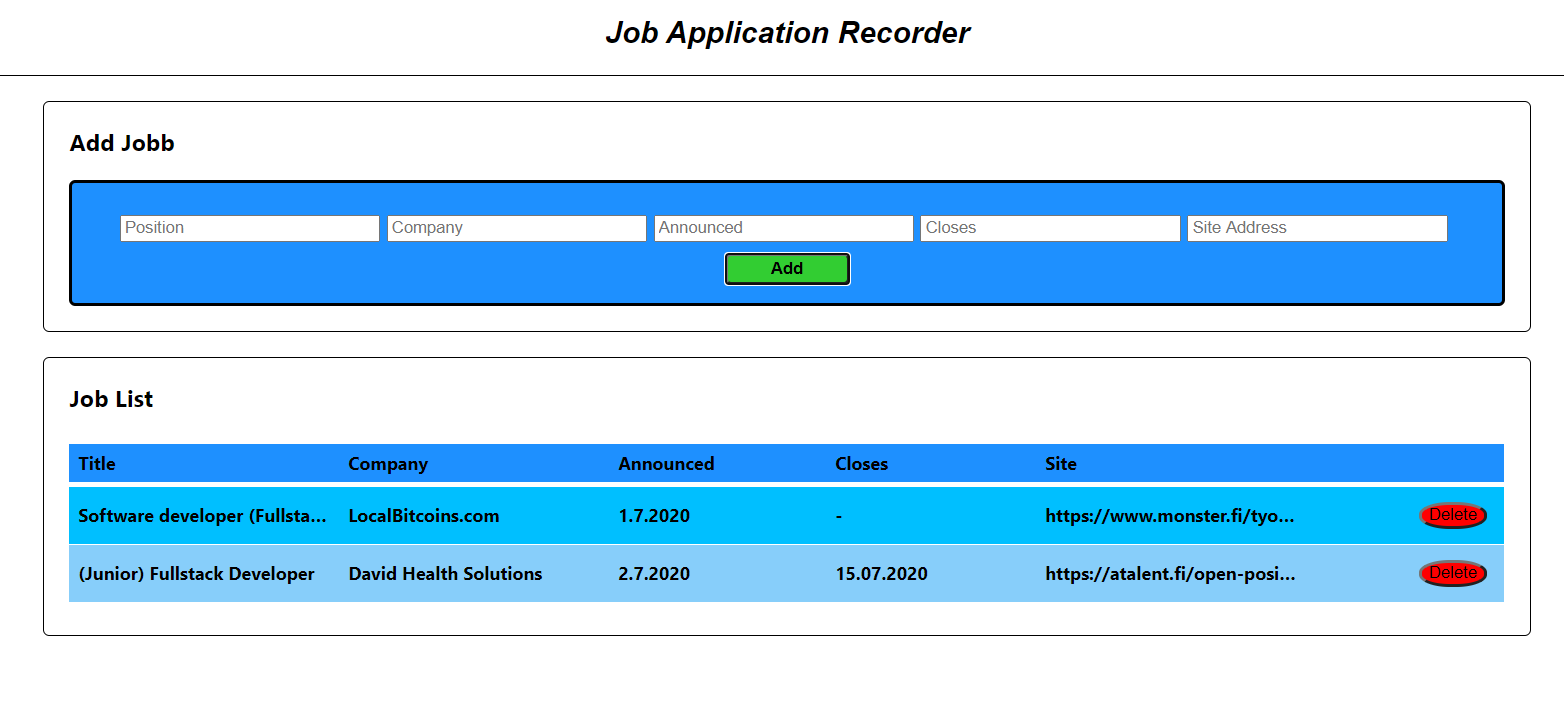 Job Application Recorder
Add Jobb
Position Company Announced Closes Site Address
Add
Job List
Title Company Announced Closes Site
Software developer (Fullsta... LocalBitcoins.com 1.7.2020 - https://www.monster.fi/tyo... Delete
(Junior) Fullstack Developer David Health Solutions 2.7.2020 15.07.2020 https://atalent.fi/open-posi... Delete